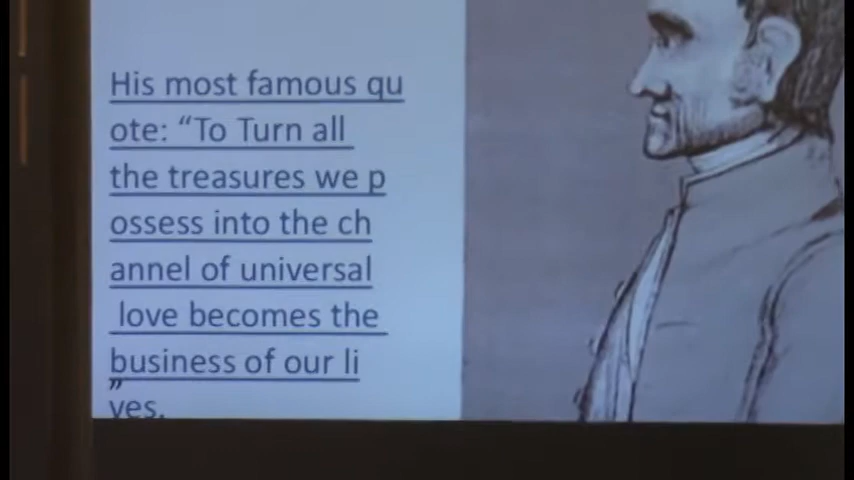 His most famous qu
ote: “To Turn all
the treasures we p
ossess into the ch
annel of universal
love becomes the
business of our li
”
ves.